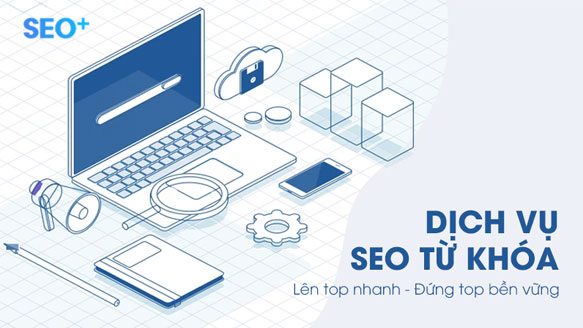 SEO+
DỊCH VỤ
SEO TỪ KHÓA
Lên top nhanh - Đứng top bền vững